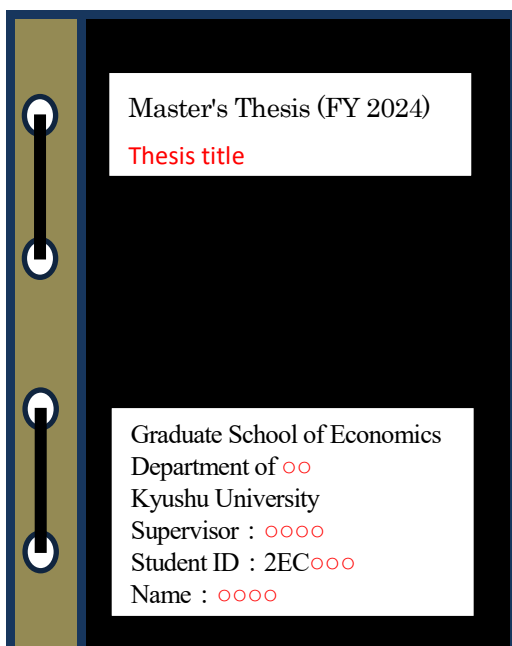 Master's Thesis (FY 2024)
Thesis title
Graduate School of Economics
Department of ○○
Kyushu University
Supervisor：○○○○
Student ID：2EC○○○
Name：○○○○